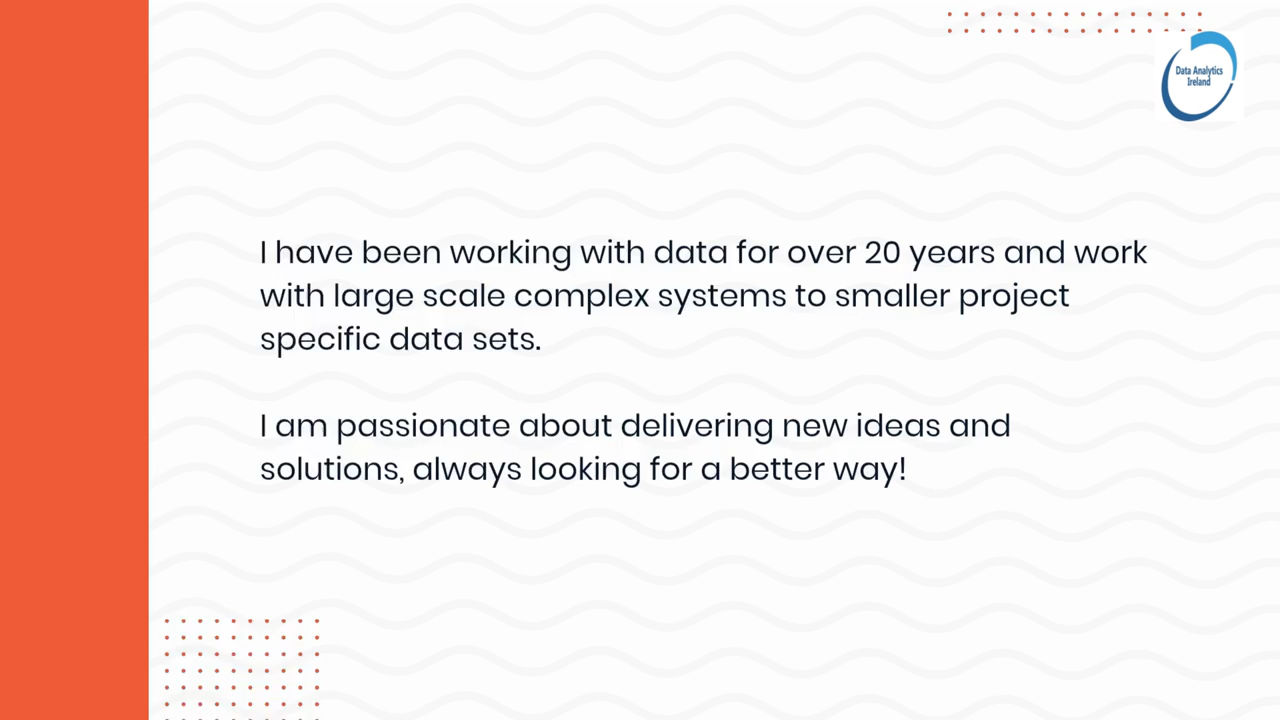 Data Analytics
Ireland
I have been working with data for over 20 years and work
with large scale complex systems to smaller project
specific data sets.
I am passionate about delivering new ideas and
solutions, always looking for a better way!